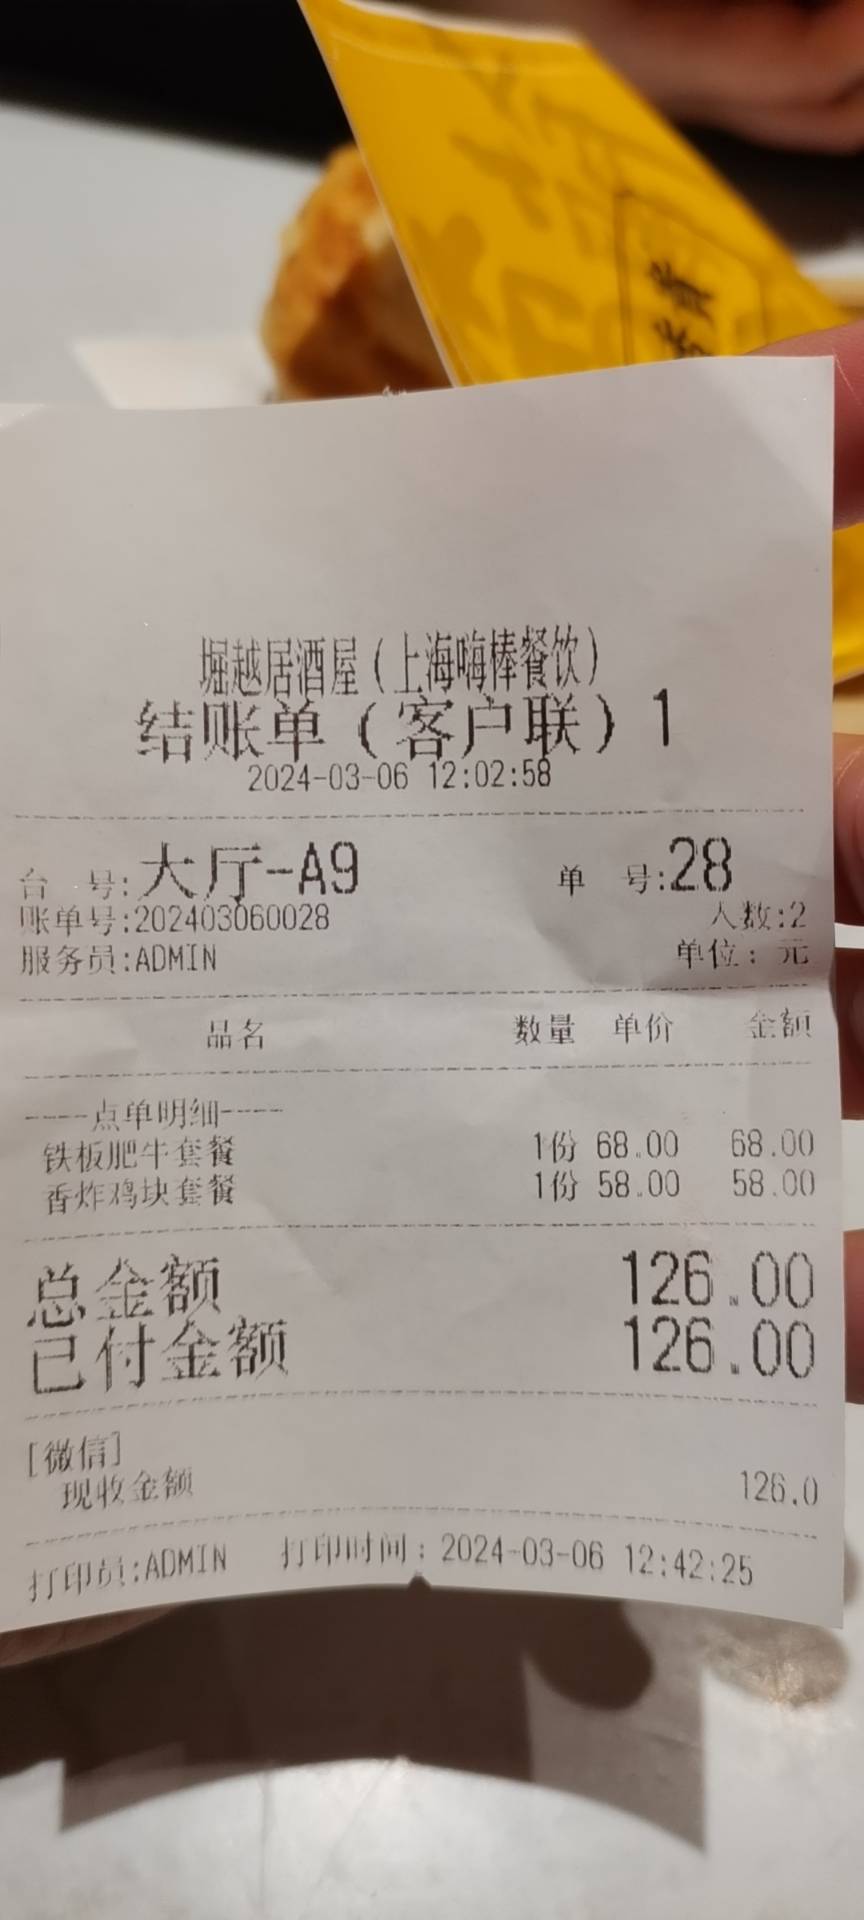 堀越居酒屋(上海嗨棒餐饮)
结账单(客户联)1
2024-03-06 12:02:58
台 号:大厅-A9 单 号:28
账单号:202403060028 人数:2
服务员:ADMIN 单位: 元
品名 数量 单价 金额
----点单明细----
铁板肥牛套餐 1份 68.00 68.00
香炸鸡块套餐 1份 58.00 58.00
总金额 126.00
已付金额 126.00
[微信]
现收金额 126.0
打印员:ADMIN 打印时间: 2024-03-06 12:42:25